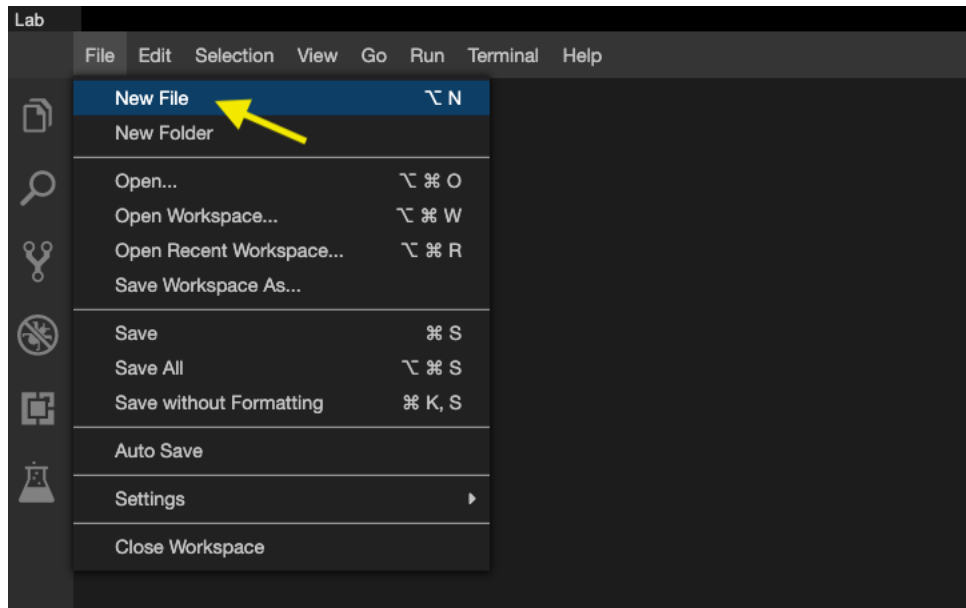 Lab
File Edit Selection View Go Run Terminal Help
New File ⌥ N
New Folder
Open... ⌥ ⌘ O
Open Workspace... ⌥ ⌘ W
Open Recent Workspace... ⌥ ⌘ R
Save Workspace As...
Save ⌘ S
Save All ⌥ ⌘ S
Save without Formatting ⌘ K, S
Auto Save
Settings
Close Workspace